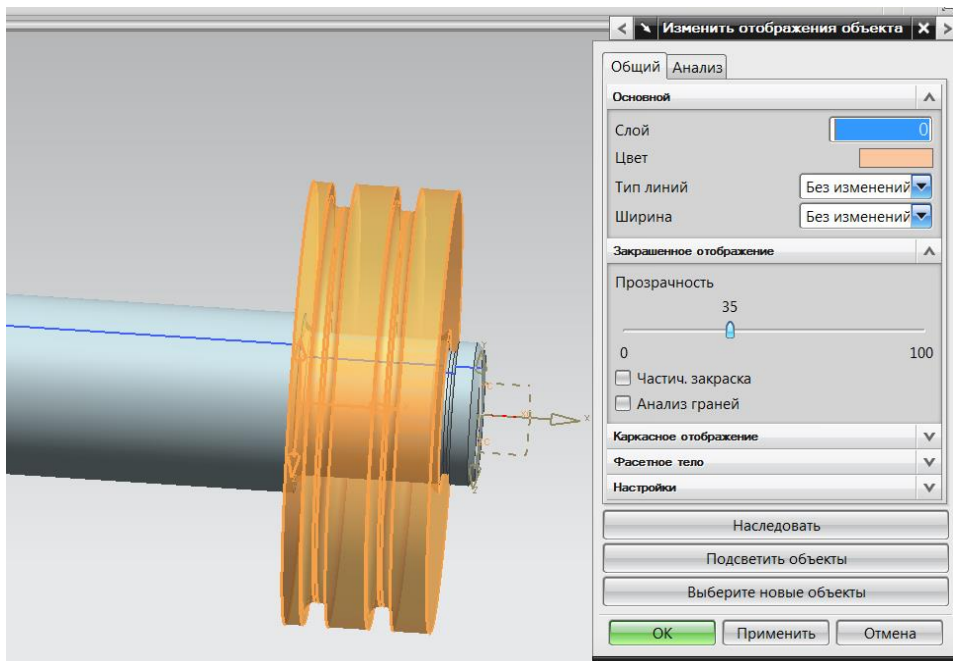 Изменить отображения объекта
Общий Анализ
Основной
Слой 0
Цвет
Тип линий Без изменений
Ширина Без изменений
Закрашенное отображение
Прозрачность
35
0 100
Частич. закраска
Анализ граней
Каркасное отображение
Фасетное тело
Настройки
Наследовать
Подсветить объекты
Выберите новые объекты
OK Применить Отмена
X